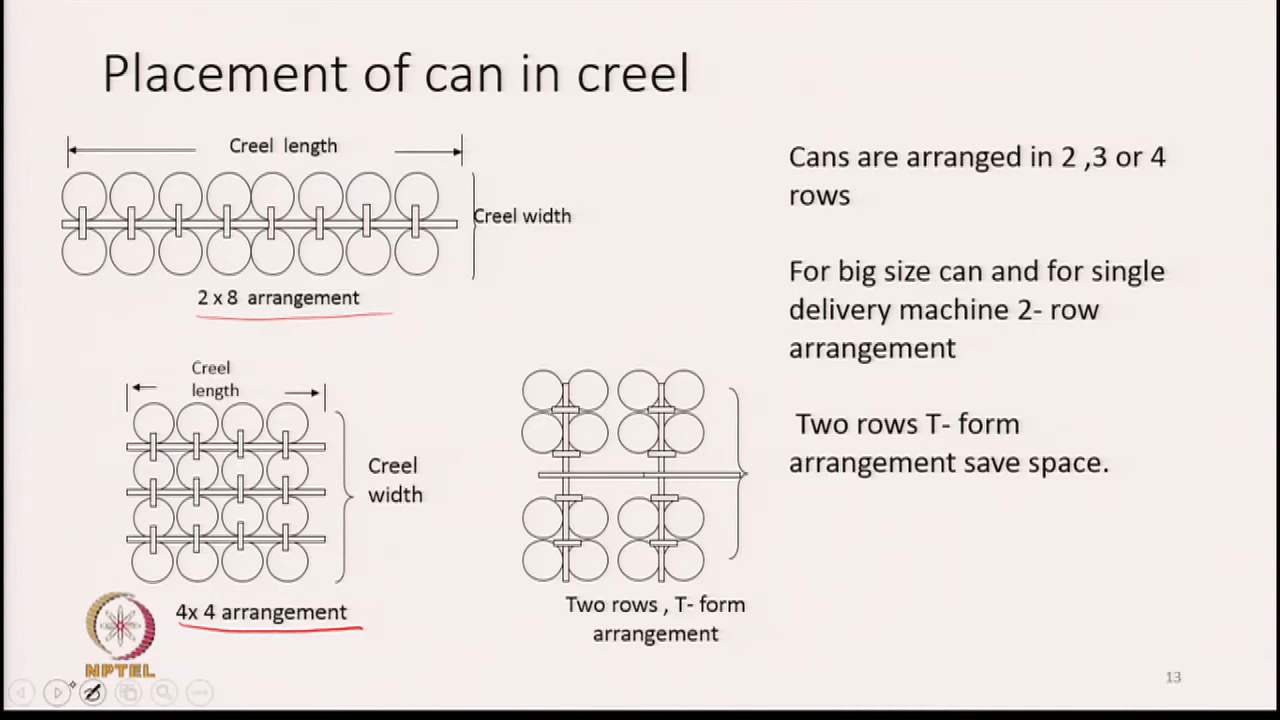 Placement of can in creel
Creel length
Creel width
2 x 8 arrangement
Creel
length
Creel
width
4x 4 arrangement
Two rows , T- form
arrangement
Cans are arranged in 2 ,3 or 4
rows
For big size can and for single
delivery machine 2- row
arrangement
Two rows T- form
arrangement save space.
NPTEL
13